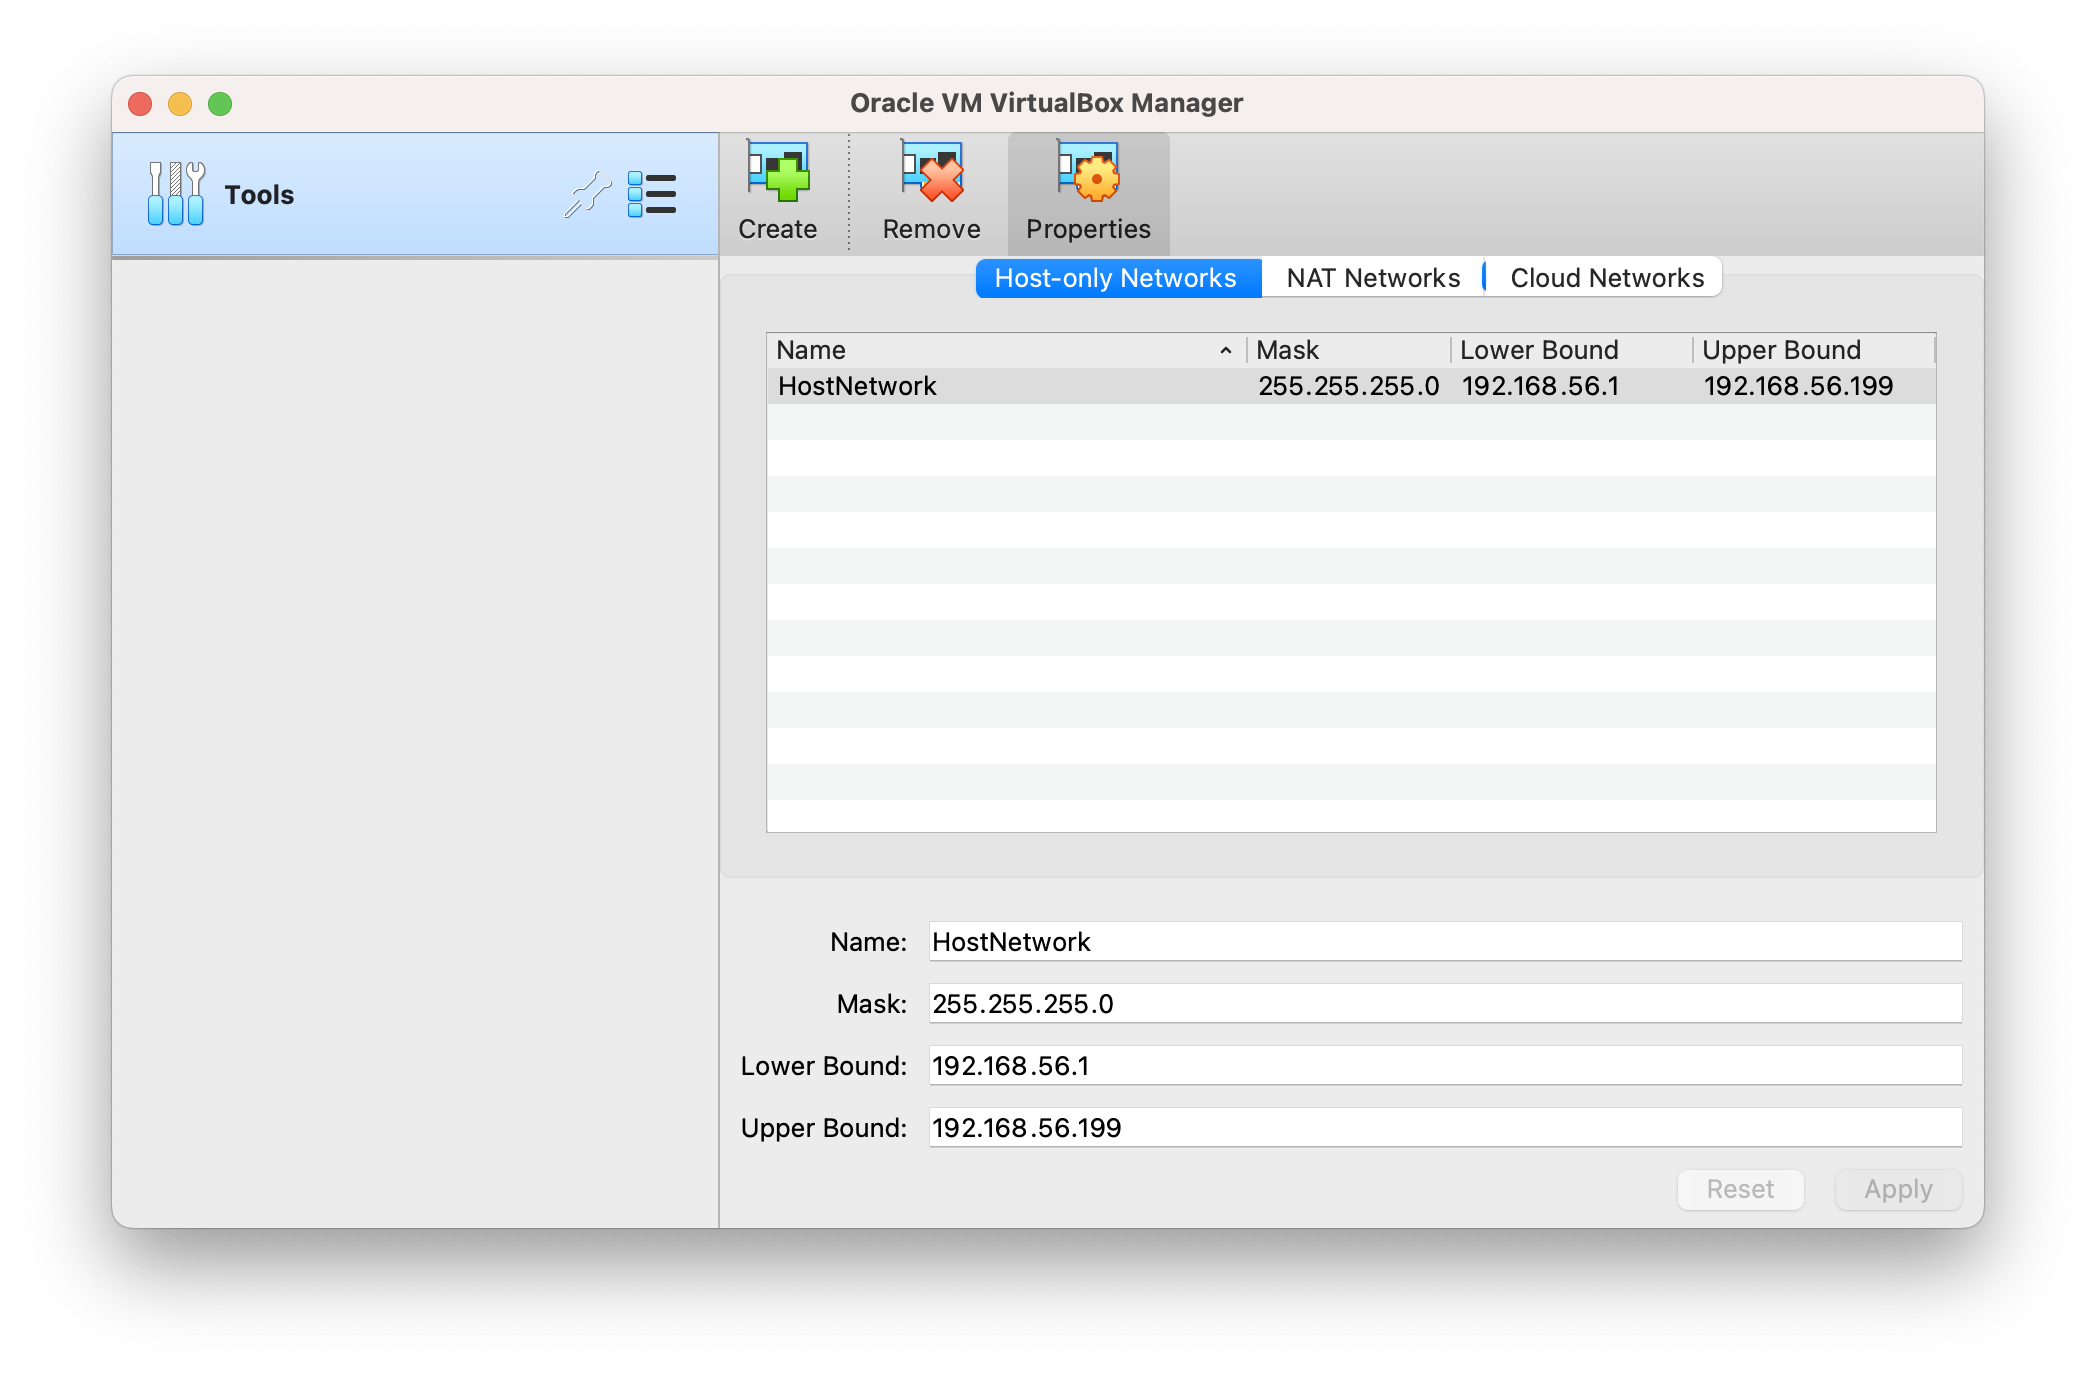 Oracle VM VirtualBox Manager
Tools
Create
Remove
Properties
Host-only Networks
NAT Networks
Cloud Networks
Name Mask Lower Bound Upper Bound
HostNetwork 255.255.255.0 192.168.56.1 192.168.56.199
Name: HostNetwork
Mask: 255.255.255.0
Lower Bound: 192.168.56.1
Upper Bound: 192.168.56.199
Reset
Apply